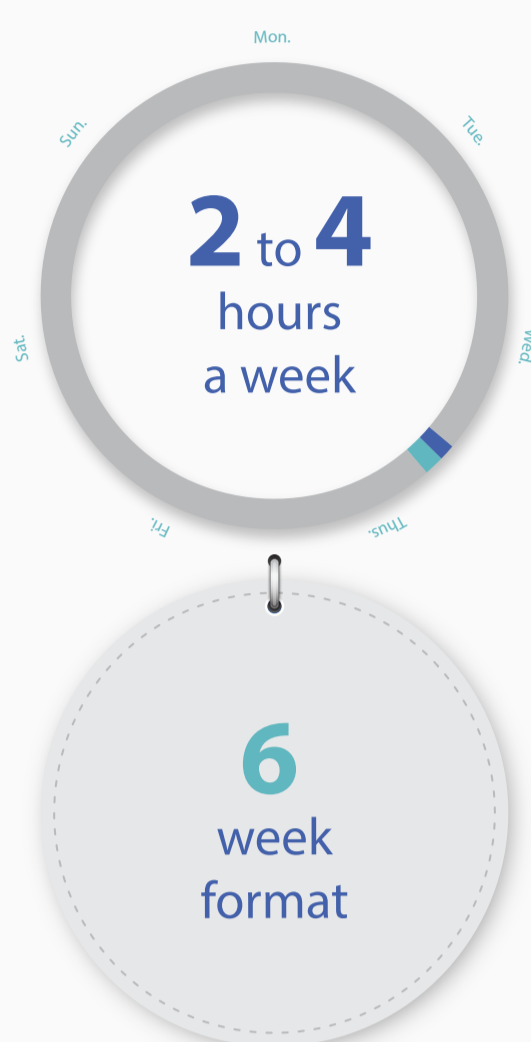 Mon.
Sun.
Tue.
2 to 4
hours
a week
Sat.
Wed.
Fri.
Thus.
6
week
format